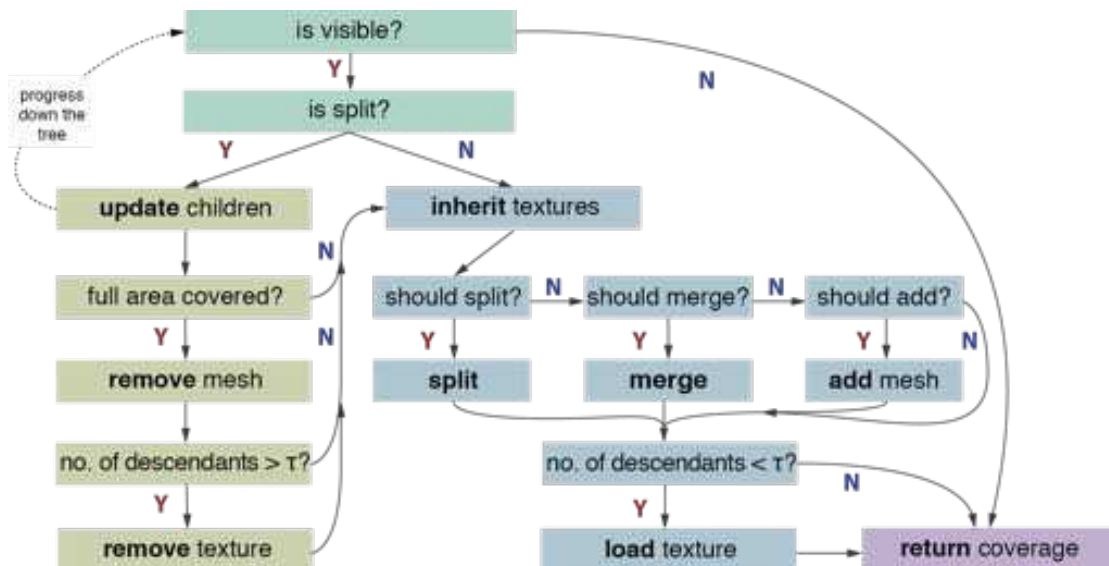 is visible?
Y
N
progress
down the
tree
is split?
Y
N
update children
inherit textures
N
full area covered?
should split?
N
should merge?
N
should add?
Y
N
Y
Y
Y
N
remove mesh
split
merge
add mesh
no. of descendants > τ?
no. of descendants < τ?
N
Y
Y
remove texture
load texture
return coverage